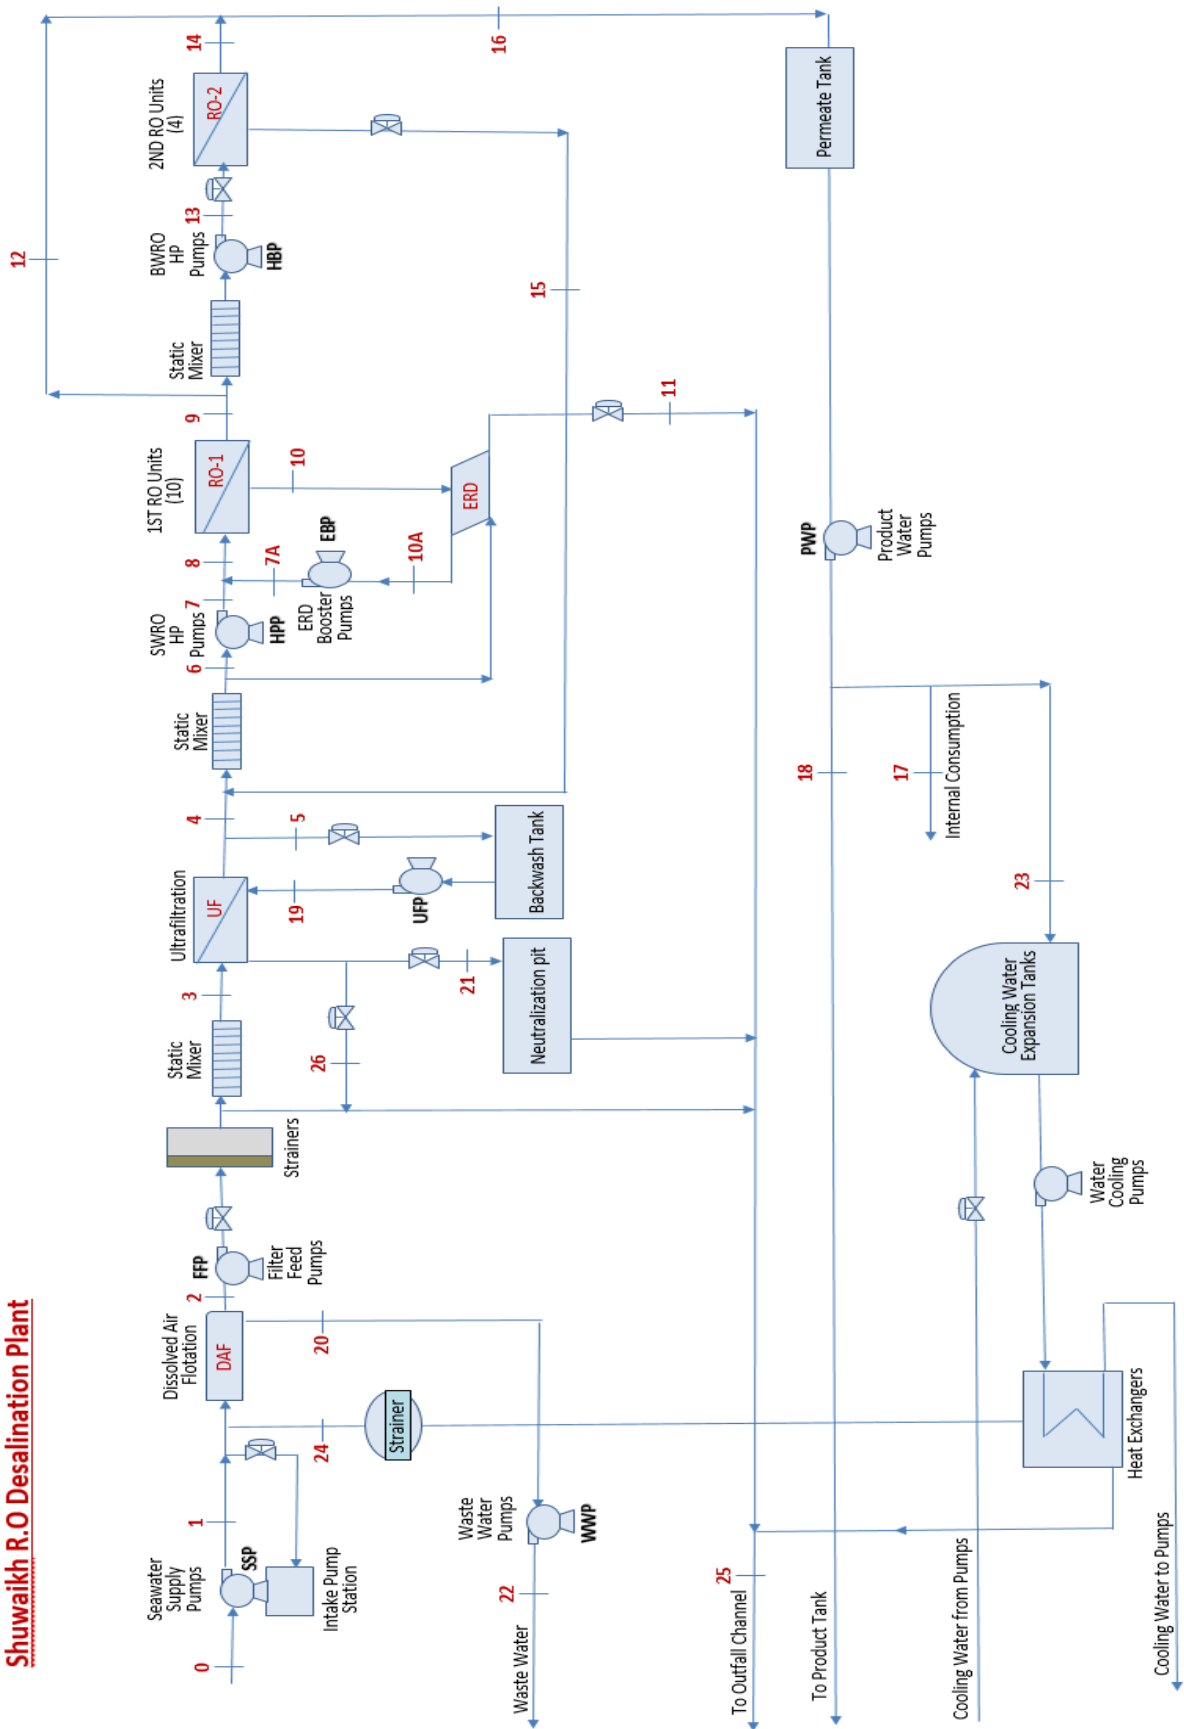 Shuwaikh R.O Desalination Plant
0
Seawater
Supply
Pumps
SSP
Intake Pump
Station
1
24
Strainer
Dissolved Air
Flotation
DAF
20
Waste
Water
Pumps
WWP
22
Waste Water
2
FFP
Filter
Feed
Pumps
Strainers
Static
Mixer
3
26
Ultrafiltration
UF
21
Neutralization pit
19
UFP
Backwash Tank
5
4
Static
Mixer
6
SWRO
HP
Pumps
HPP
7
8
7A
EBP
ERD
Booster
Pumps
10A
ERD
1ST RO Units
(10)
RO-1
10
9
11
12
Static
Mixer
BWRO
HP
Pumps
HBP
13
2ND RO Units
(4)
RO-2
14
15
16
Permeate Tank
PWP
Product
Water
Pumps
18
17
Internal Consumption
23
Cooling Water
Expansion Tanks
Water
Cooling
Pumps
Heat Exchangers
25
To Outfall Channel
To Product Tank
Cooling Water from Pumps
Cooling Water to Pumps